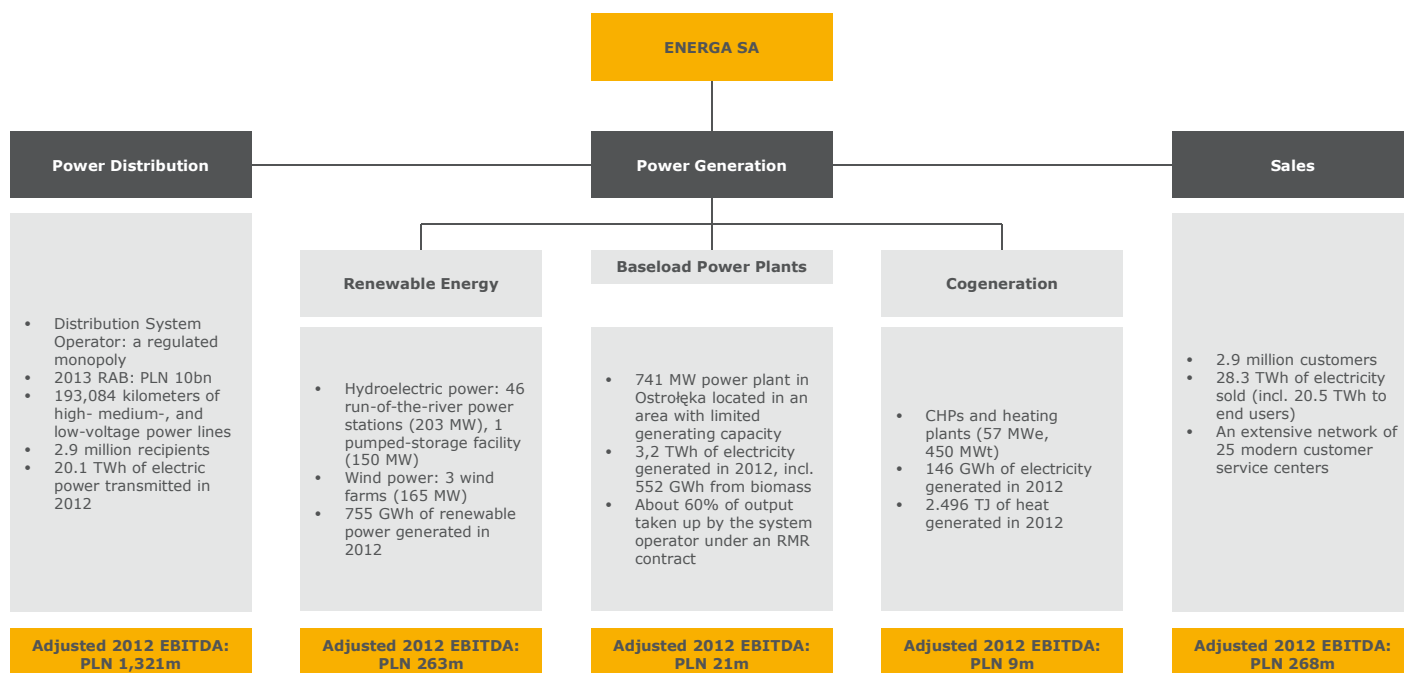 ENERGA SA
Power Distribution
Power Generation
Sales
Renewable Energy
Baseload Power Plants
Cogeneration
• Distribution System
Operator: a regulated
monopoly
• 2013 RAB: PLN 10bn
• 193,084 kilometers of
high- medium-, and
low-voltage power lines
• 2.9 million recipients
• 20.1 TWh of electric
power transmitted in
2012
• Hydroelectric power: 46
run-of-the-river power
stations (203 MW), 1
pumped-storage facility
(150 MW)
• Wind power: 3 wind
farms (165 MW)
• 755 GWh of renewable
power generated in
2012
• 741 MW power plant in
Ostrołęka located in an
area with limited
generating capacity
• 3,2 TWh of electricity
generated in 2012, incl.
552 GWh from biomass
• About 60% of output
taken up by the system
operator under an RMR
contract
• CHPs and heating
plants (57 MWe,
450 MWt)
• 146 GWh of electricity
generated in 2012
• 2.496 TJ of heat
generated in 2012
• 2.9 million customers
• 28.3 TWh of electricity
sold (incl. 20.5 TWh to
end users)
• An extensive network of
25 modern customer
service centers
Adjusted 2012 EBITDA:
PLN 1,321m
Adjusted 2012 EBITDA:
PLN 263m
Adjusted 2012 EBITDA:
PLN 21m
Adjusted 2012 EBITDA:
PLN 9m
Adjusted 2012 EBITDA:
PLN 268m